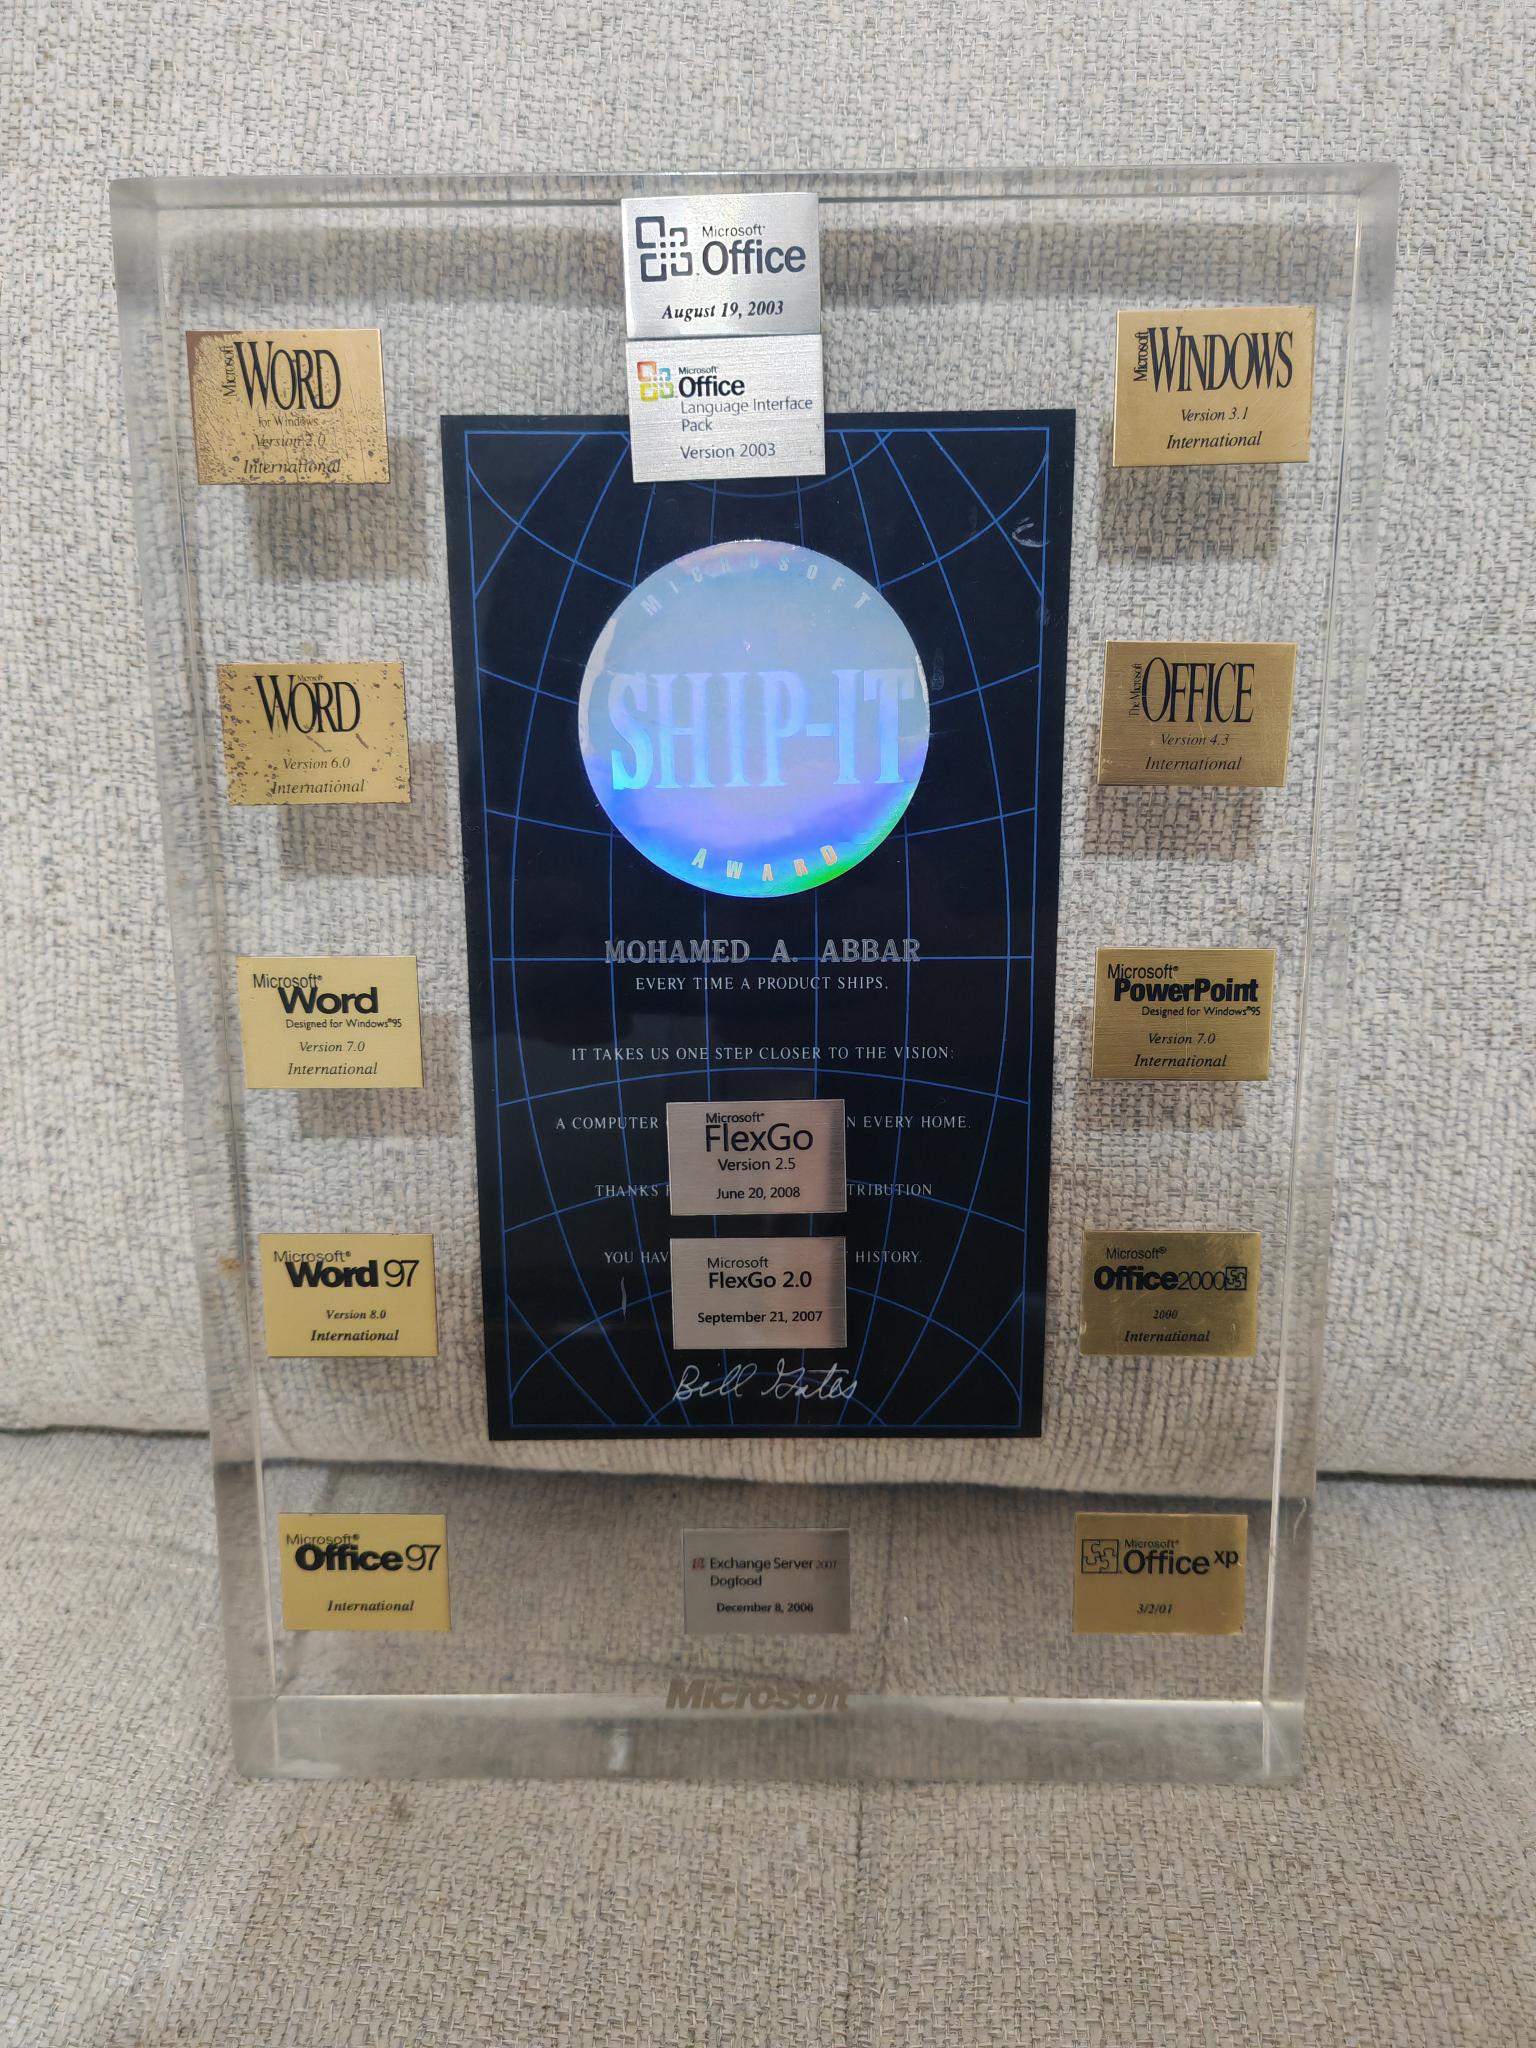 Microsoft
Office
August 19, 2003
Microsoft
Office
Language Interface
Pack
Version 2003
Microsoft
WORD
for Windows
Version 2.0
International
Microsoft
WINDOWS
Version 3.1
International
Microsoft
WORD
Version 6.0
International
The Microsoft
OFFICE
Version 4.3
International
Microsoft®
Word
Designed for Windows®95
Version 7.0
International
Microsoft®
PowerPoint
Designed for Windows®95
Version 7.0
International
Microsoft®
Word 97
Version 8.0
International
Microsoft®
Office2000
2000
International
Microsoft®
Office 97
International
Exchange Server 2007
Dogfood
December 8, 2006
Microsoft®
Office xp
3/2/01
MICROSOFT
SHIP-IT
AWARD
MOHAMED A. ABBAR
EVERY TIME A PRODUCT SHIPS,
IT TAKES US ONE STEP CLOSER TO THE VISION:
A COMPUTER N EVERY HOME.
THANKS TRIBUTION
YOU HAV HISTORY.
Microsoft®
FlexGo
Version 2.5
June 20, 2008
Microsoft
FlexGo 2.0
September 21, 2007
Bill Gates
Microsoft